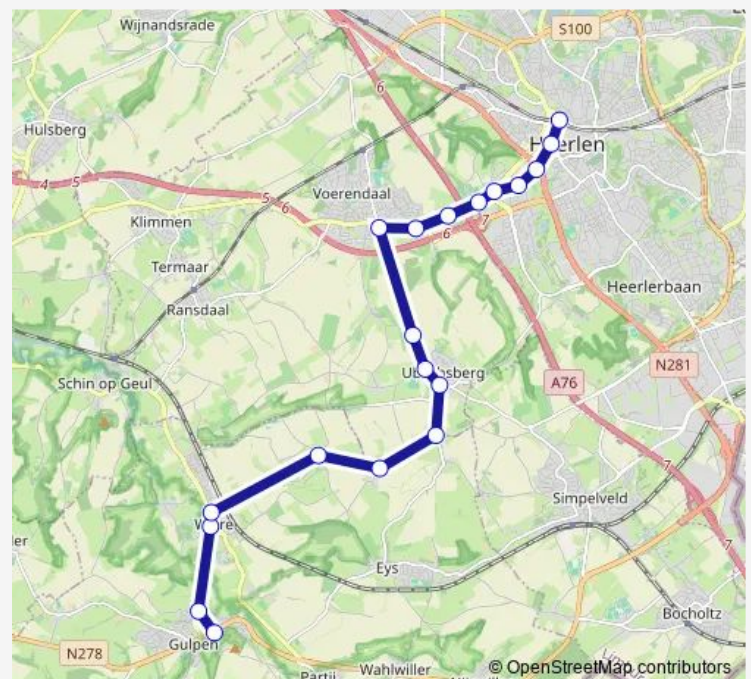 Wijnandsrade
S100
6
Hulsberg
Heerlen
4
5
5
6
Voerendaal
7
6
Klimmen
Termaar
Heerlerbaan
Ransdaal
N281
Schin op Geul
A76
7
Simpelveld
7
Eys
Bocholtz
Gulpen
N278
Partij
Wahlwiller
© OpenStreetMap contributors